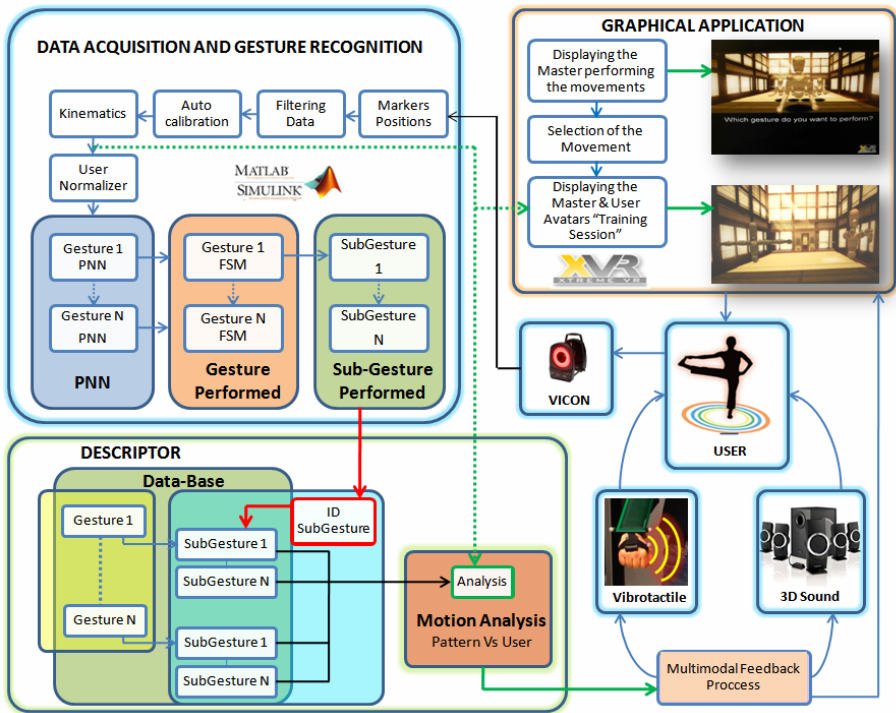 DATA ACQUISITION AND GESTURE RECOGNITION
Kinematics
Auto
calibration
Filtering
Data
Markers
Positions
User
Normalizer
MATLAB
SIMULINK
Gesture 1
PNN
Gesture N
PNN
PNN
Gesture 1
FSM
Gesture N
FSM
Gesture
Performed
SubGesture
1
SubGesture
N
Sub-Gesture
Performed
GRAPHICAL APPLICATION
Displaying the
Master performing
the movements
Selection of the
Movement
Displaying the
Master & User
Avatars “Training
Session”
Which gesture do you want to perform?
XVR
XVR
EXTREME VR
VICON
USER
Vibrotactile
3D Sound
Multimodal Feedback
Proccess
DESCRIPTOR
Data-Base
Gesture 1
Gesture N
ID
SubGesture
SubGesture 1
SubGesture N
SubGesture 1
SubGesture N
Analysis
Motion Analysis
Pattern Vs User